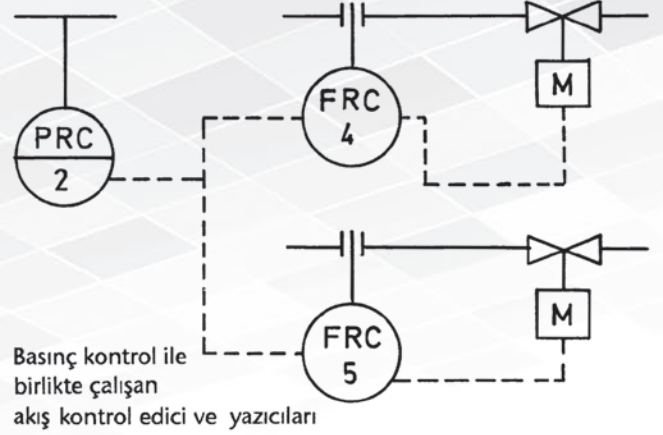 PRC
2
FRC
4
M
FRC
5
M
Basınç kontrol ile
birlikte çalışan
akış kontrol edici ve yazıcıları